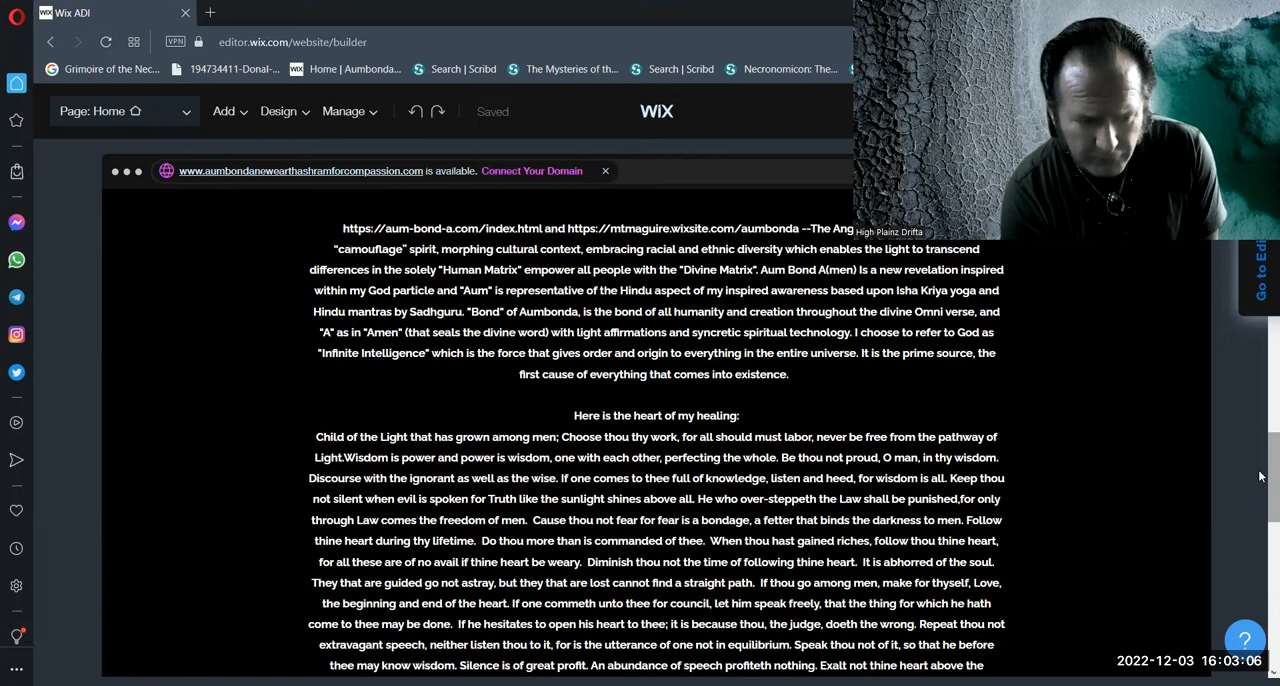 WIX Wix ADI
VPN editor.wix.com/website/builder
Grimoire of the Nec... 194734411-Donal-... WIX Home | Aumbonda... Search | Scribd The Mysteries of th... Search | Scribd Necronomicon: The...
Page: Home Add Design Manage Saved WiX
www.aumbondanewearthashramforcompassion.com is available. Connect Your Domain
https://aum-bond-a.com/index.html and https://mtmaguire.wixsite.com/aumbonda --The Ang
High Plainz Drifta
"camouflage" spirit, morphing cultural context, embracing racial and ethnic diversity which enables the light to transcend
differences in the solely "Human Matrix" empower all people with the "Divine Matrix". Aum Bond A(men) Is a new revelation inspired
within my God particle and "Aum" is representative of the Hindu aspect of my inspired awareness based upon Isha Kriya yoga and
Hindu mantras by Sadhguru. "Bond" of Aumbonda, is the bond of all humanity and creation throughout the divine Omni verse, and
"A" as in "Amen" (that seals the divine word) with light affirmations and syncretic spiritual technology. I choose to refer to God as
"Infinite Intelligence" which is the force that gives order and origin to everything in the entire universe. It is the prime source, the
first cause of everything that comes into existence.
Here is the heart of my healing:
Child of the Light that has grown among men; Choose thou thy work, for all should must labor, never be free from the pathway of
Light.Wisdom is power and power is wisdom, one with each other, perfecting the whole. Be thou not proud, O man, in thy wisdom.
Discourse with the ignorant as well as the wise. If one comes to thee full of knowledge, listen and heed, for wisdom is all. Keep thou
not silent when evil is spoken for Truth like the sunlight shines above all. He who over-steppeth the Law shall be punished,for only
through Law comes the freedom of men. Cause thou not fear for fear is a bondage, a fetter that binds the darkness to men. Follow
thine heart during thy lifetime. Do thou more than is commanded of thee. When thou hast gained riches, follow thou thine heart,
for all these are of no avail if thine heart be weary. Diminish thou not the time of following thine heart. It is abhorred of the soul.
They that are guided go not astray, but they that are lost cannot find a straight path. If thou go among men, make for thyself, Love,
the beginning and end of the heart. If one commeth unto thee for council, let him speak freely, that the thing for which he hath
come to thee may be done. If he hesitates to open his heart to thee; it is because thou, the judge, doeth the wrong. Repeat thou not
extravagant speech, neither listen thou to it, for is the utterance of one not in equilibrium. Speak thou not of it, so that he before
thee may know wisdom. Silence is of great profit. An abundance of speech profiteth nothing. Exalt not thine heart above the
Go to Edi
?
2022-12-03 16:03:06